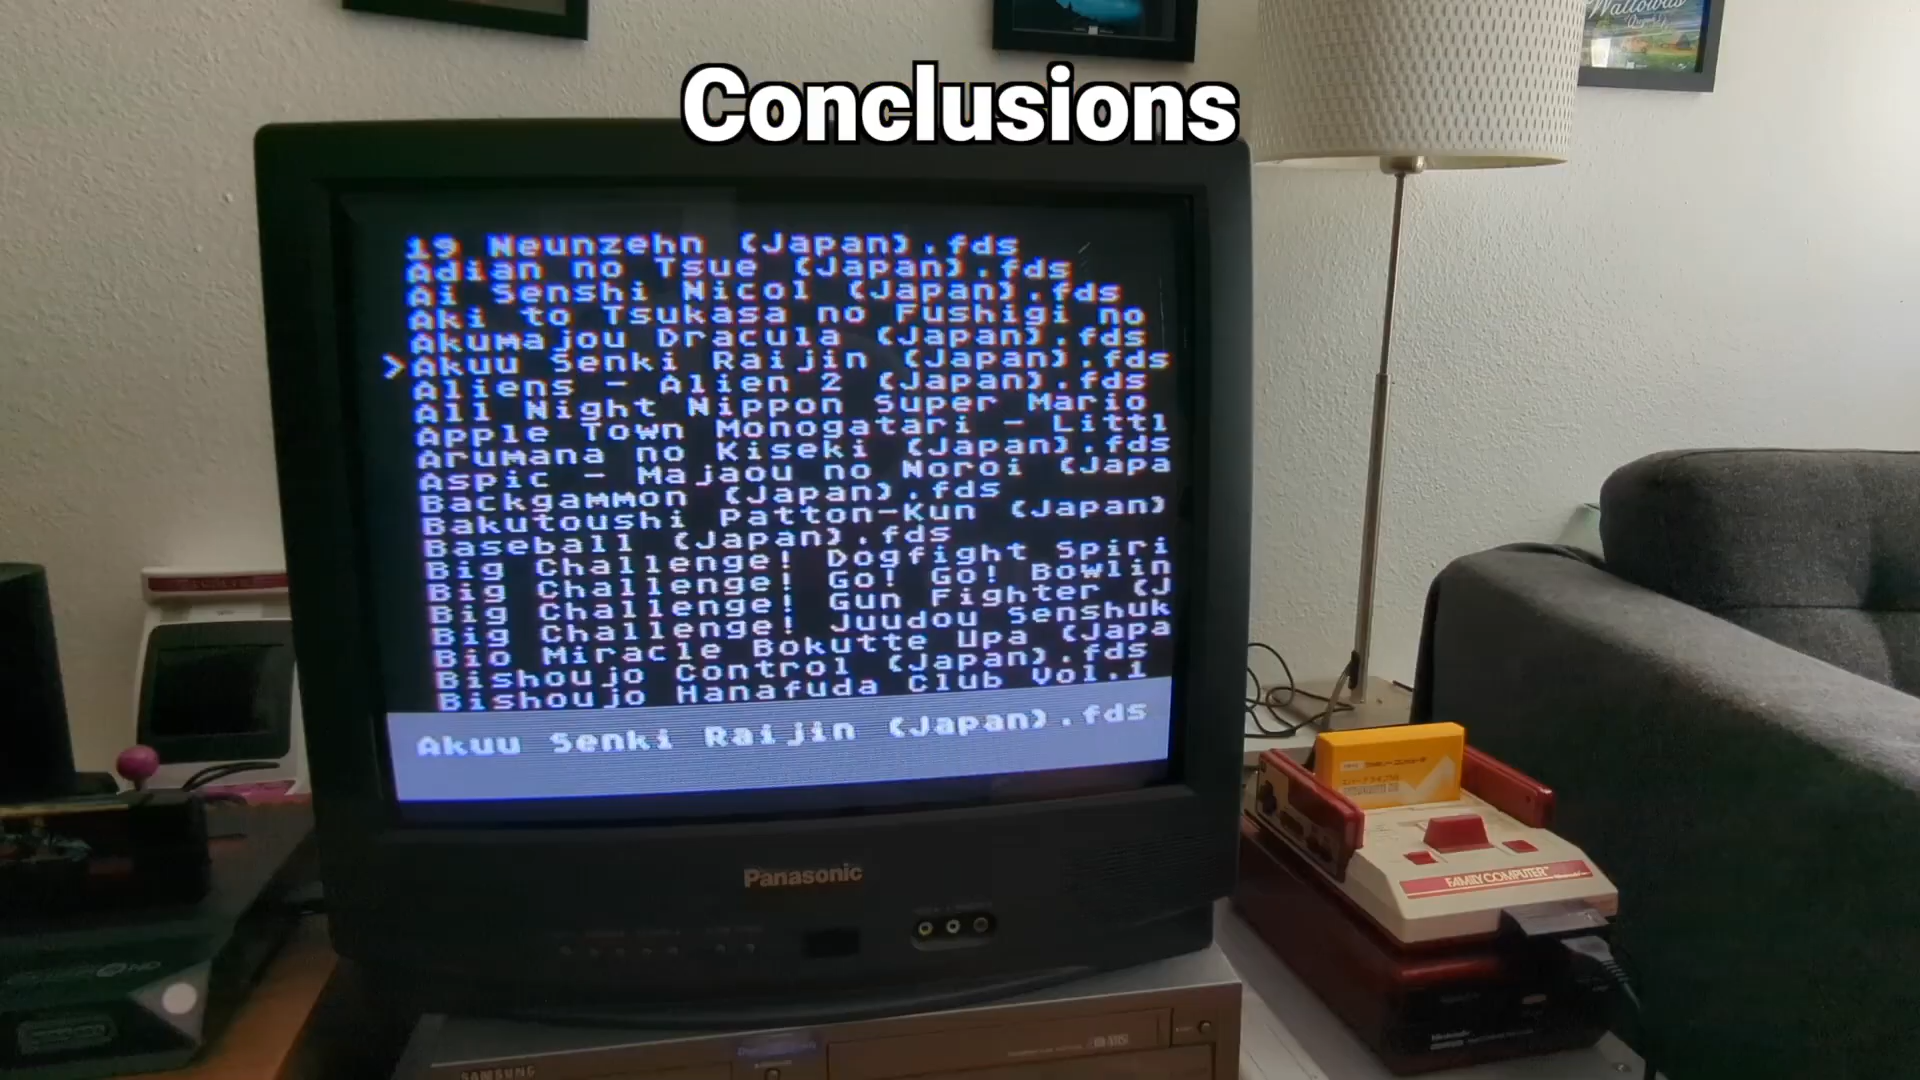 Wallowas
Conclusions
19 Neunzehn (Japan).fds
Adian no Tsue (Japan).fds
Ai Senshi Nicol (Japan).fds
Aki to Tsukasa no Fushigi no
Akumajou Dracula (Japan).fds
>Akuu Senki Raijin (Japan).fds
Aliens - Alien 2 (Japan).fds
All Night Nippon Super Mario
Apple Town Monogatari - Littl
Arumana no Kiseki (Japan).fds
Aspic - Majaou no Noroi (Japa
Backgammon (Japan).fds
Bakutoushi Patton-Kun (Japan)
Baseball (Japan).fds
Big Challenge! Dogfight Spiri
Big Challenge! Go! Go! Bowlin
Big Challenge! Gun Fighter (J
Big Challenge! Juudou Senshuk
Bio Miracle Bokutte Upa (Japa
Bishoujo Control (Japan).fds
Bishoujo Hanafuda Club Vol.1
Akuu Senki Raijin (Japan).fds
Panasonic
FAMILY COMPUTER
SAMSUNG